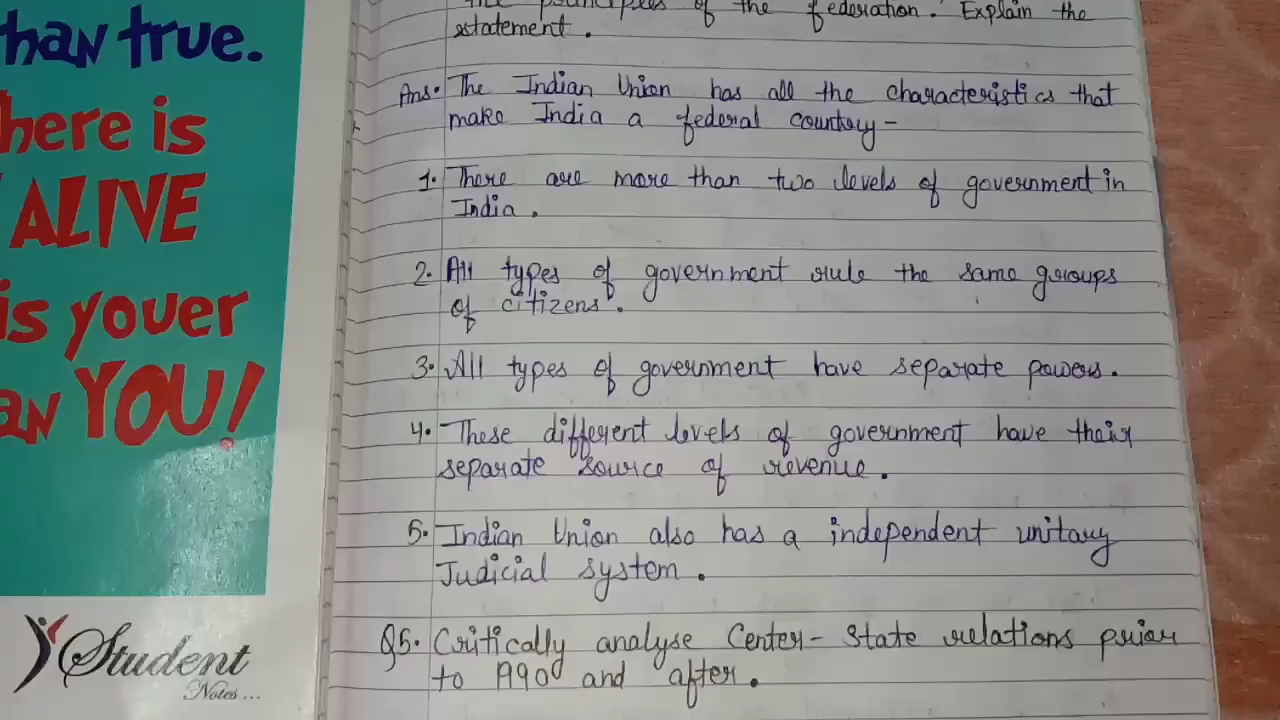 han true.
here is
ALIVE
is youer
an YOU!
Student
Notes...
the principles of the federation. Explain the
statement.
Ans. The Indian Union has all the characteristics that
make India a federal country-
1. There are more than two levels of government in
India.
2. All types of government rule the same groups
of citizens.
3. All types of government have separate powers.
4. These different levels of government have their
separate source of revenue.
5. Indian Union also has a independent unitary
Judicial system.
Q5. Critically analyse Center-State relations prior
to 1990 and after.